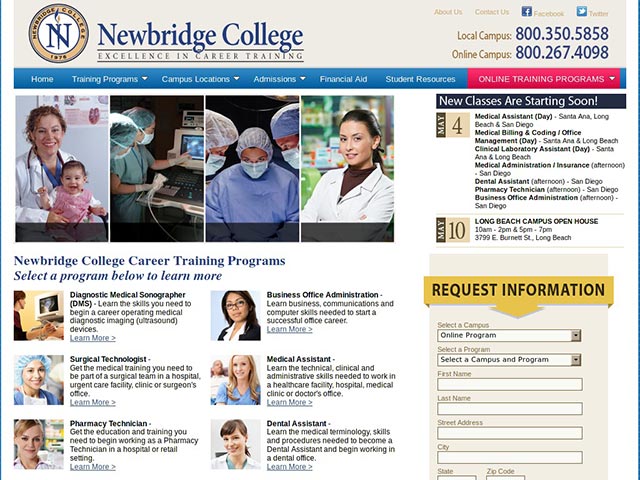 NEWBRIDGE COLLEGE
N
1976
Newbridge College
EXCELLENCE IN CAREER TRAINING
About Us Contact Us Facebook Twitter
Local Campus: 800.350.5858
Online Campus: 800.267.4098
Home Training Programs Campus Locations Admissions Financial Aid Student Resources ONLINE TRAINING PROGRAMS
New Classes Are Starting Soon!
MAY 4
Medical Assistant (Day) - Santa Ana, Long
Beach & San Diego
Medical Billing & Coding / Office
Management (Day) - Santa Ana & Long Beach
Clinical Laboratory Assistant (Day) - Santa
Ana & Long Beach
Medical Administration / Insurance (afternoon)
- San Diego
Dental Assistant (afternoon) - San Diego
Pharmacy Technician (afternoon) - San Diego
Business Office Administration (afternoon)
- San Diego
MAY 10
LONG BEACH CAMPUS OPEN HOUSE
10am - 2pm & 5pm - 7pm
3799 E. Burnett St., Long Beach
Newbridge College Career Training Programs
Select a program below to learn more
Diagnostic Medical Sonographer
(DMS) - Learn the skills you need to
begin a career operating medical
diagnostic imaging (ultrasound)
devices.
Learn More >
Business Office Administration -
Learn business, communications and
computer skills needed to start a
successful office career.
Learn More >
Surgical Technologist -
Get the medical training you need to
be part of a surgical team in a hospital,
urgent care facility, clinic or surgeon's
office.
Learn More >
Medical Assistant -
Learn the technical, clinical and
administrative skills needed to work in
a healthcare facility, hospital, medical
clinic or doctor's office.
Learn More >
Pharmacy Technician -
Get the education and training you
need to begin working as a Pharmacy
Technician in a hospital or retail
setting.
Learn More >
Dental Assistant -
Learn the medical terminology, skills
and procedures needed to become a
Dental Assistant and begin working in
a dental office.
Learn More >
REQUEST INFORMATION
Select a Campus
Online Program
Select a Program
Select a Campus and Program
First Name
Last Name
Street Address
City
State Zip Code